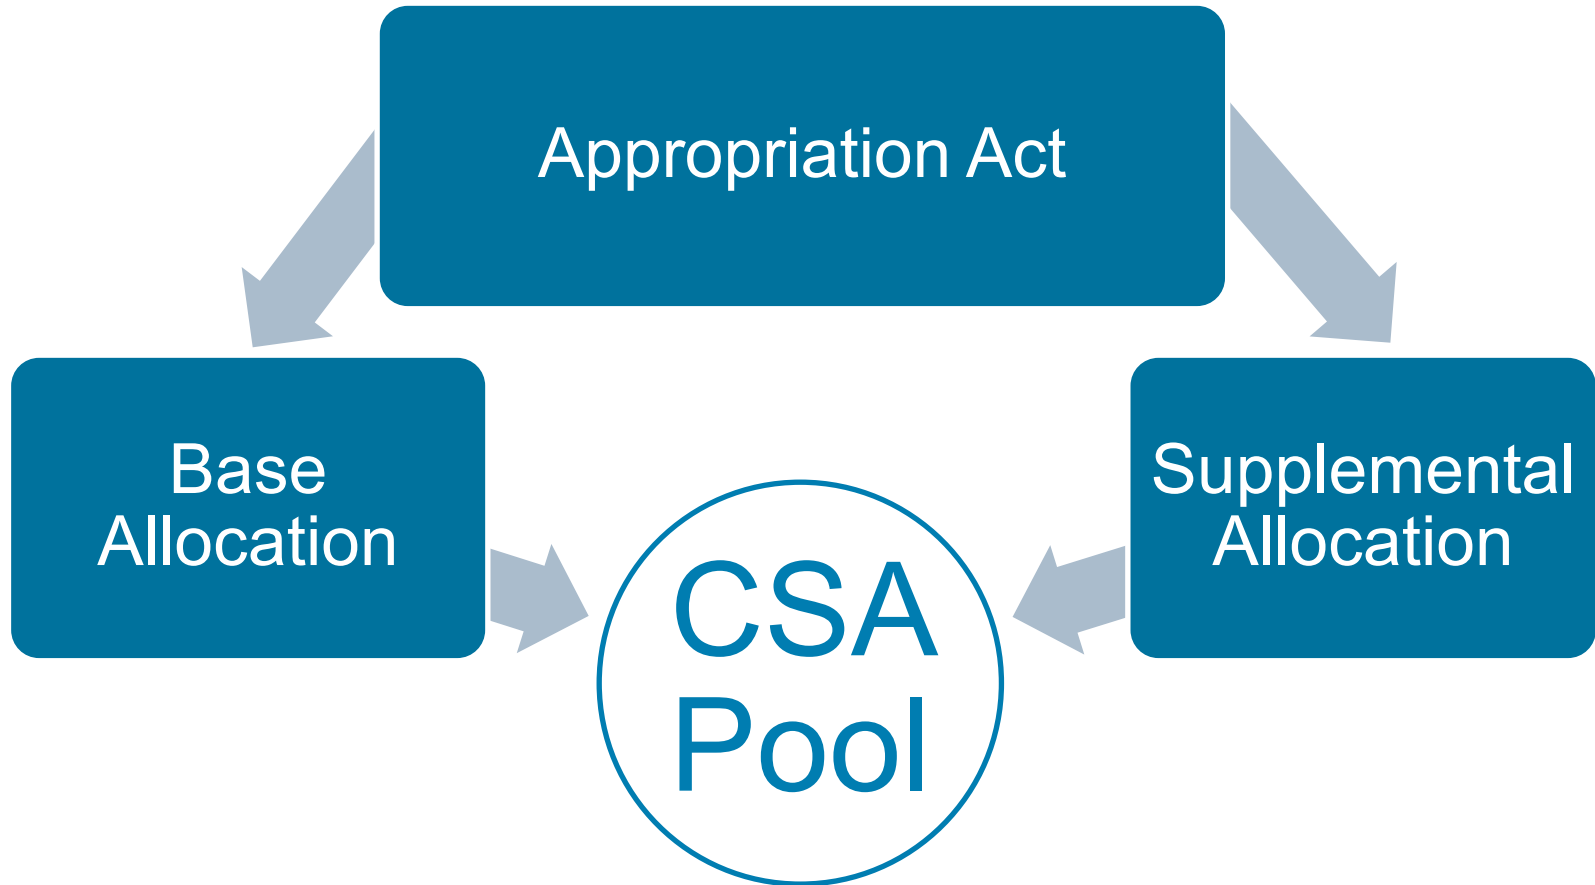 Appropriation Act
Base
Allocation
Supplemental
Allocation
CSA
Pool